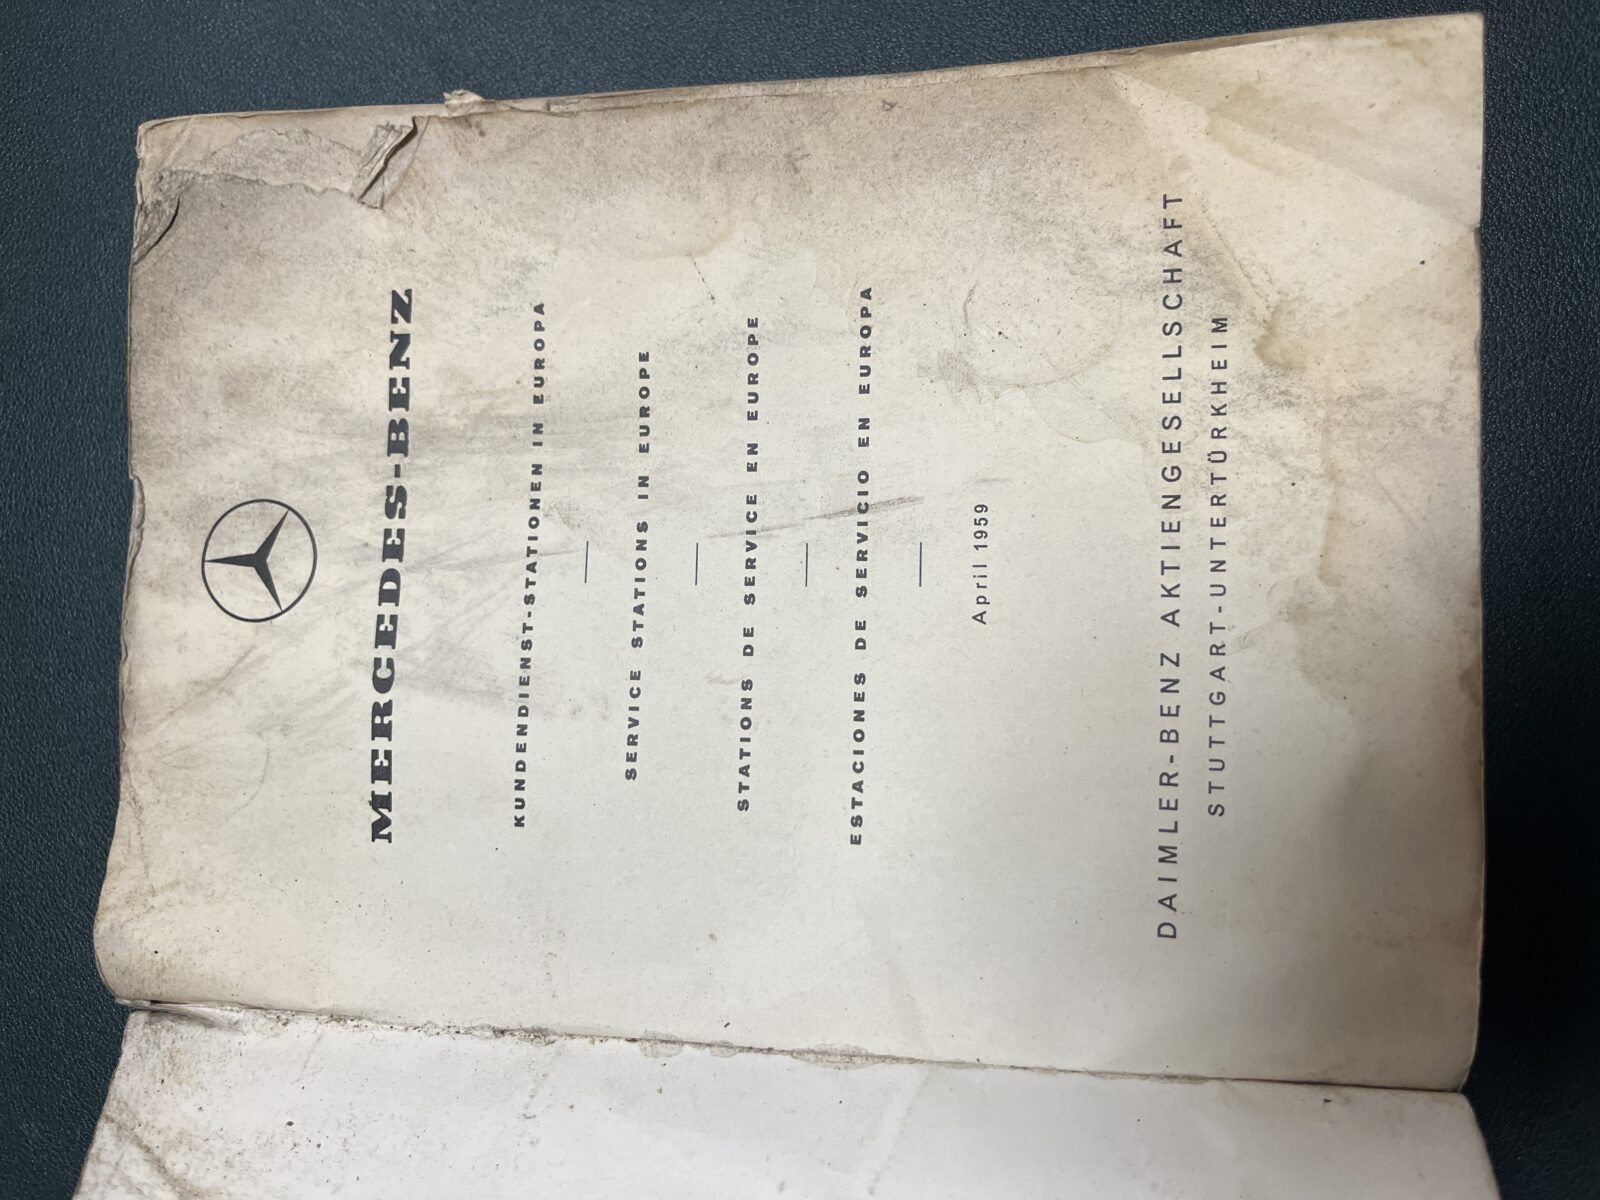 MERCEDES-BENZ
KUNDENDIENST-STATIONEN IN EUROPA
SERVICE STATIONS IN EUROPE
STATIONS DE SERVICE EN EUROPE
ESTACIONES DE SERVICIO EN EUROPA
April 1959
DAIMLER-BENZ AKTIENGESELLSCHAFT
STUTTGART-UNTERTÜRKHEIM